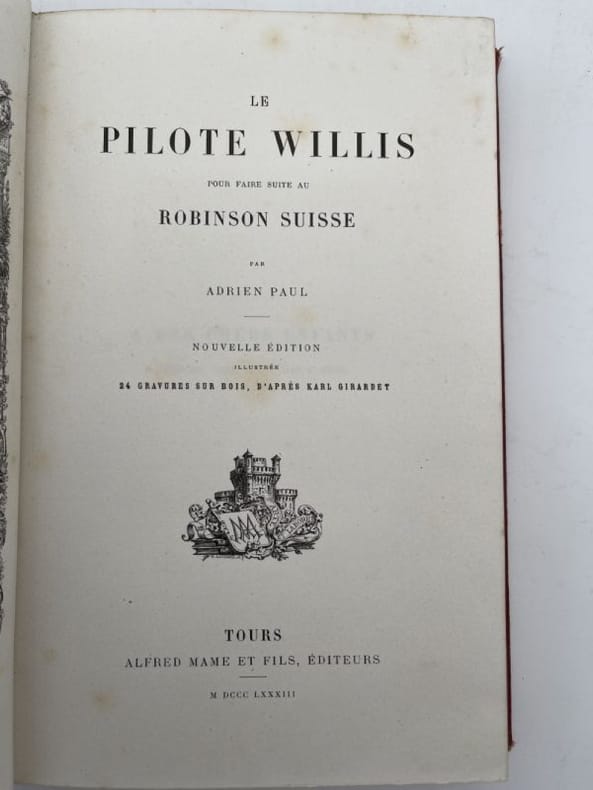 LE
PILOTE WILLIS
POUR FAIRE SUITE AU
ROBINSON SUISSE
PAR
ADRIEN PAUL
NOUVELLE ÉDITION
ILLUSTRÉE
24 GRAVURES SUR BOIS, D'APRÈS KARL GIRARDET
TOURS
ALFRED MAME ET FILS, ÉDITEURS
M DCCC LXXXIII